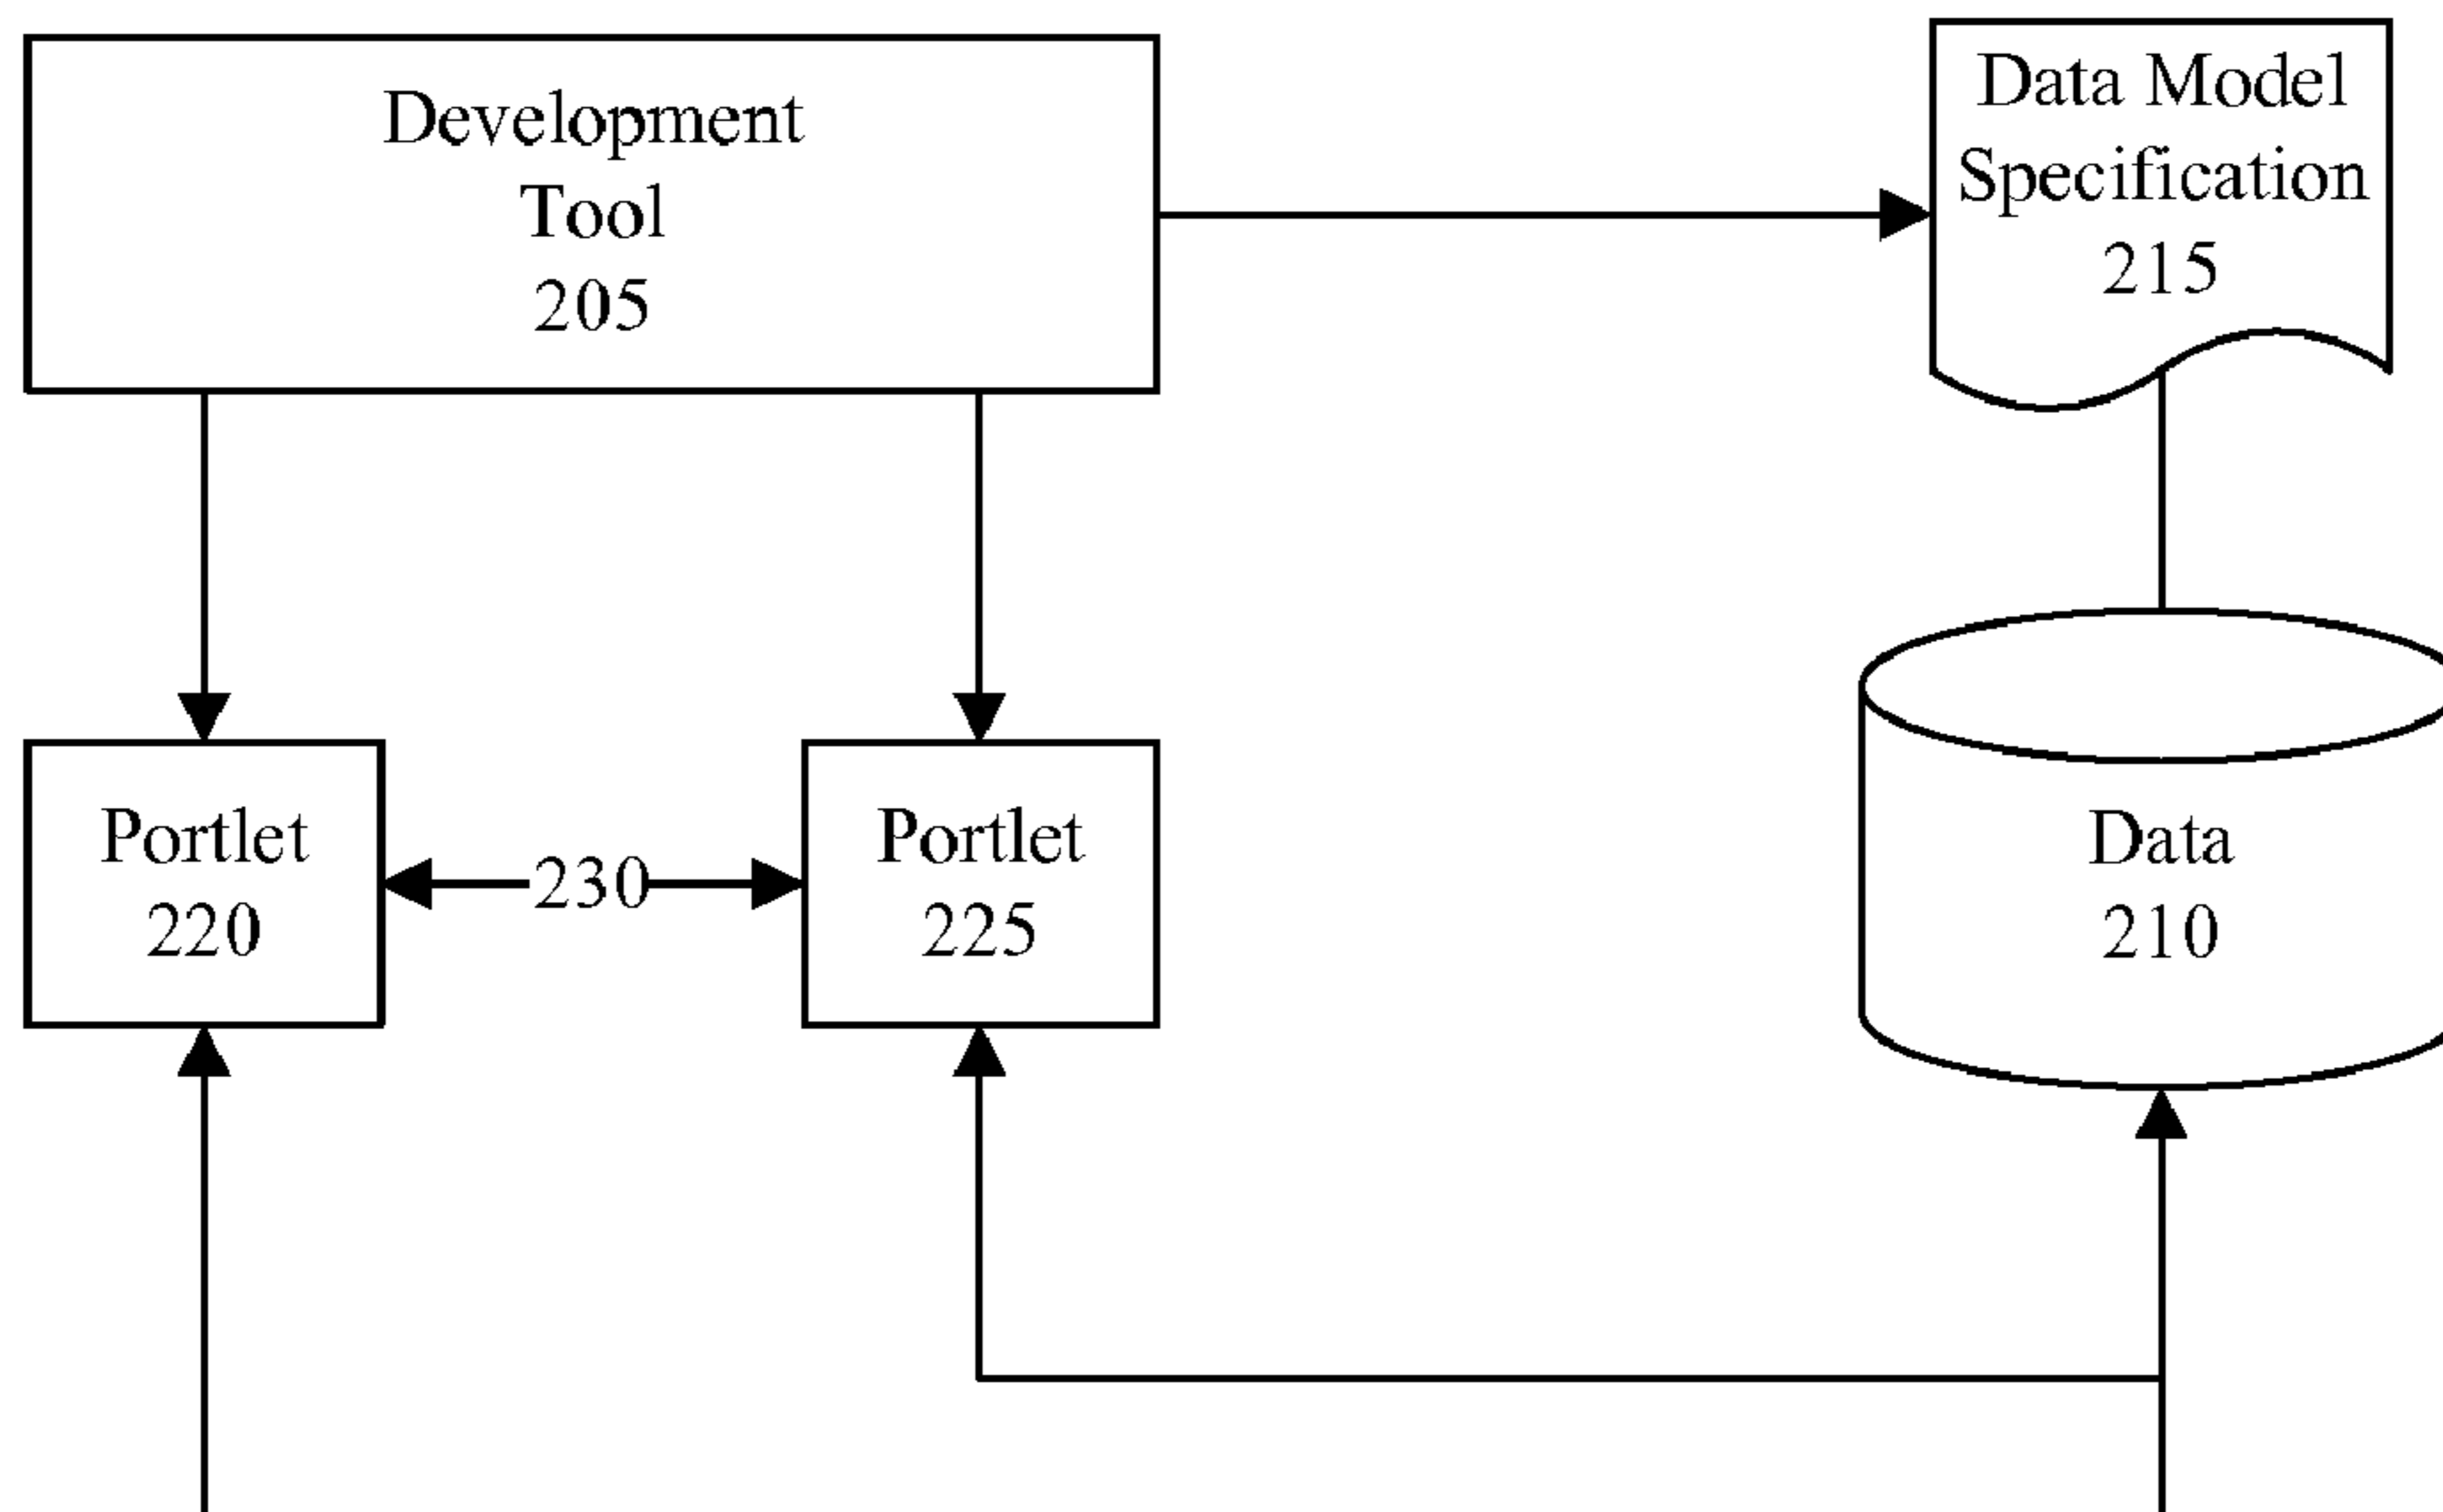 Development
Tool
205
Data Model
Specification
215
Portlet
220
230
Portlet
225
Data
210